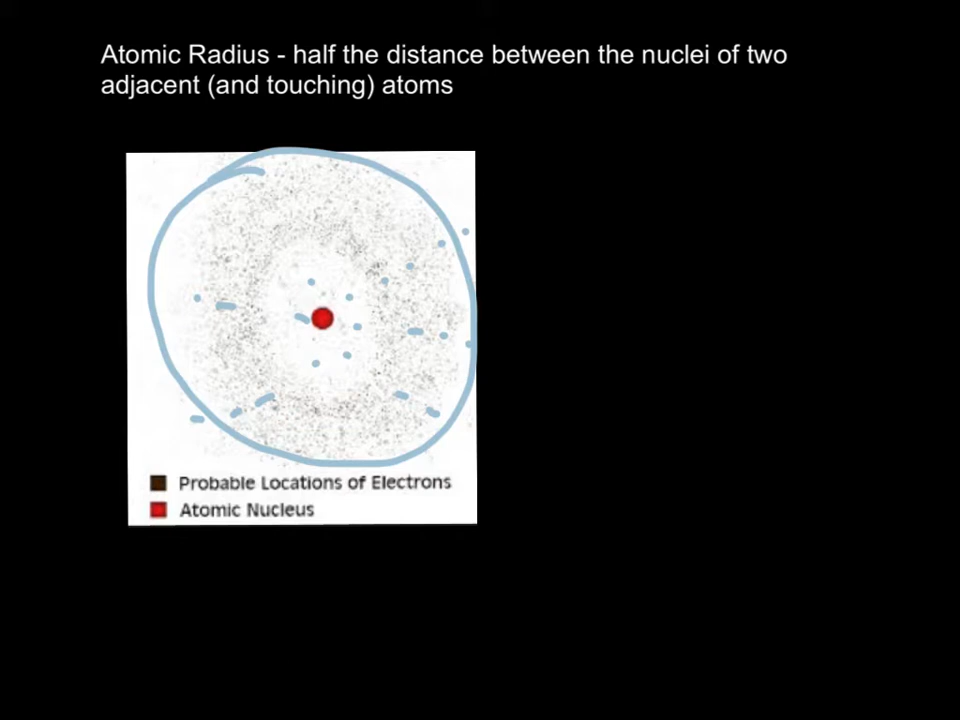 Atomic Radius - half the distance between the nuclei of two
adjacent (and touching) atoms
Probable Locations of Electrons
Atomic Nucleus